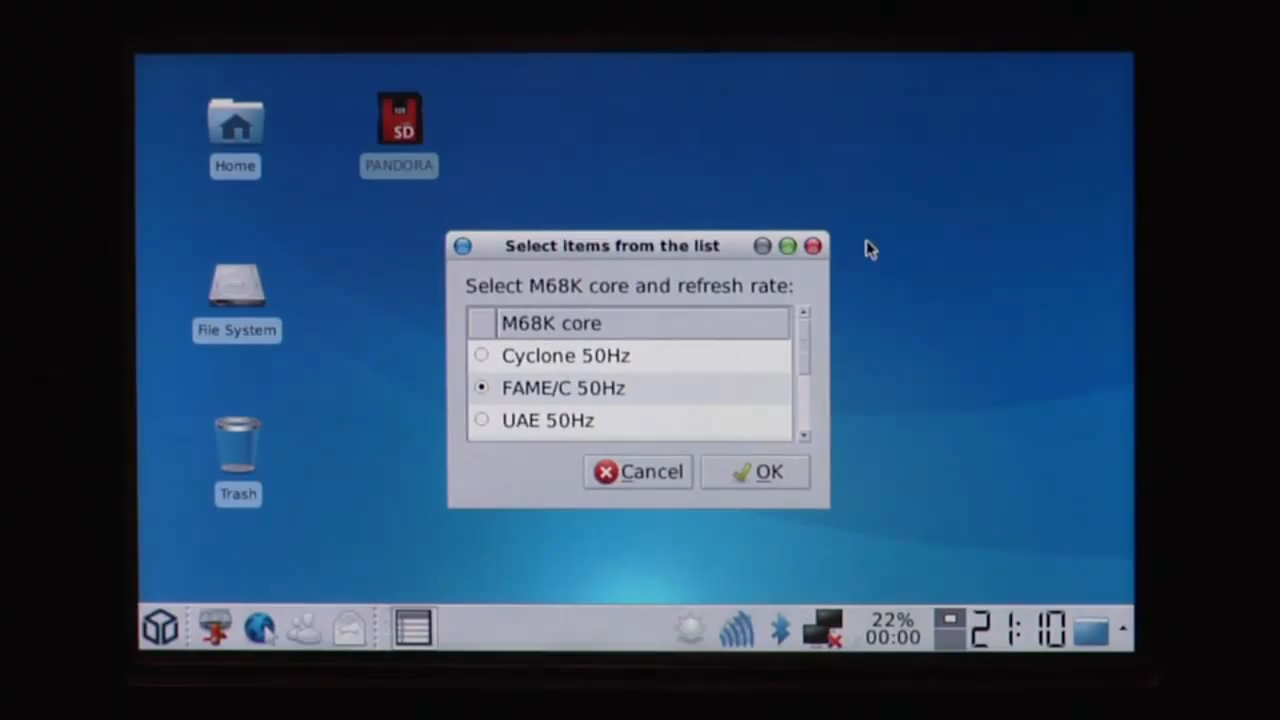 SD
Home
PANDORA
Select items from the list
Select M68K core and refresh rate:
M68K core
Cyclone 50Hz
FAME/C 50Hz
UAE 50Hz
File System
Cancel
OK
Trash
22%
00:00
21:10